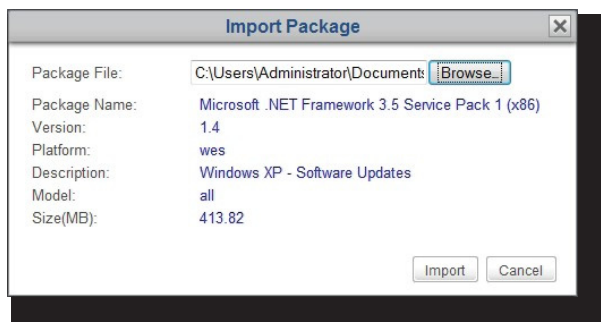 Import Package
Package File: C:\Users\Administrator\Documents Browse...
Package Name: Microsoft .NET Framework 3.5 Service Pack 1 (x86)
Version: 1.4
Platform: wes
Description: Windows XP - Software Updates
Model: all
Size(MB): 413.82
Import Cancel